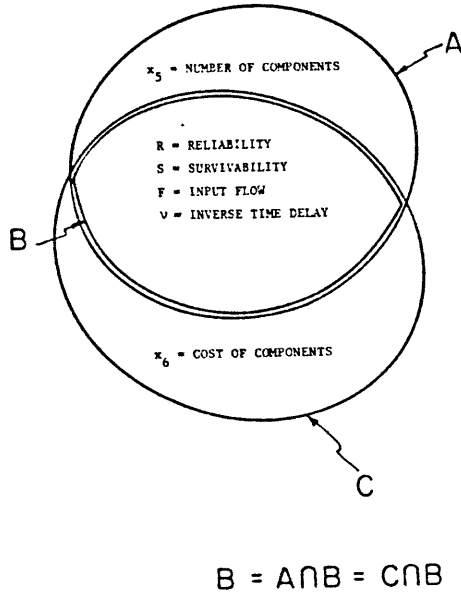 A
x5 = NUMBER OF COMPONENTS
R = RELIABILITY
S = SURVIVABILITY
F = INPUT FLOW
ν = INVERSE TIME DELAY
B
x6 = COST OF COMPONENTS
C
B = A∩B = C∩B